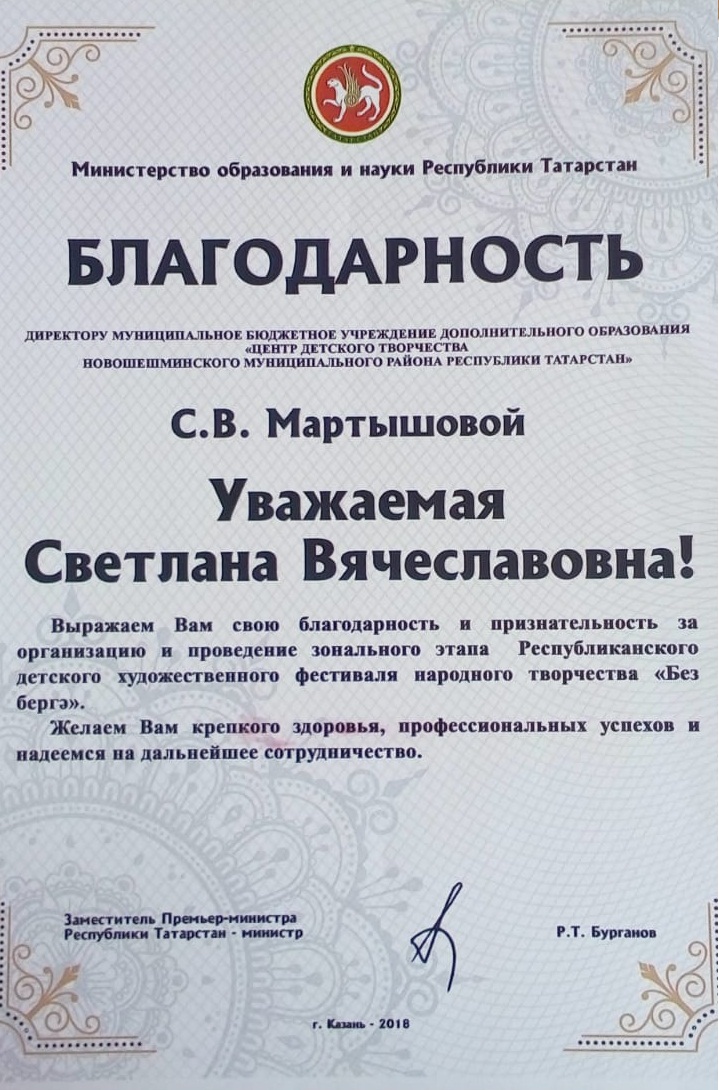 ТАТАРСТАН
Министерство образования и науки Республики Татарстан
БЛАГОДАРНОСТЬ
ДИРЕКТОРУ МУНИЦИПАЛЬНОЕ БЮДЖЕТНОЕ УЧРЕЖДЕНИЕ ДОПОЛНИТЕЛЬНОГО ОБРАЗОВАНИЯ
«ЦЕНТР ДЕТСКОГО ТВОРЧЕСТВА
НОВОШЕШМИНСКОГО МУНИЦИПАЛЬНОГО РАЙОНА РЕСПУБЛИКИ ТАТАРСТАН»
С.В. Мартышовой
Уважаемая
Светлана Вячеславовна!
Выражаем Вам свою благодарность и признательность за
организацию и проведение зонального этапа Республиканского
детского художественного фестиваля народного творчества «Без
бергэ».
Желаем Вам крепкого здоровья, профессиональных успехов и
надеемся на дальнейшее сотрудничество.
Заместитель Премьер-министра
Республики Татарстан - министр
Р.Т. Бурганов
г. Казань - 2018